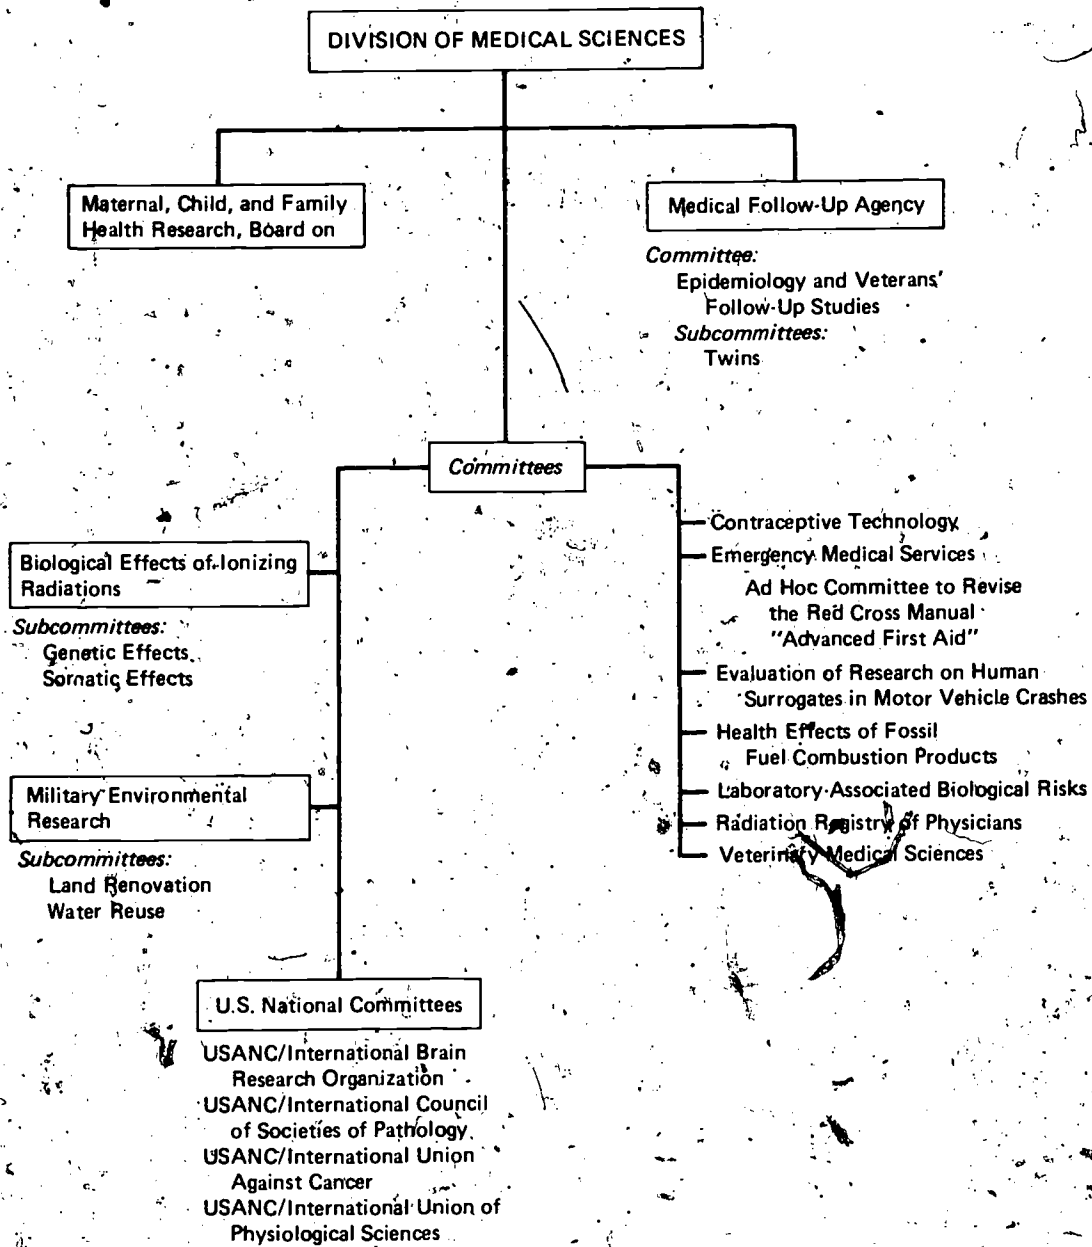 DIVISION OF MEDICAL SCIENCES
Maternal, Child, and Family
Health Research, Board on
Medical Follow-Up Agency
Committee:
Epidemiology and Veterans'
Follow-Up Studies
Subcommittees:
Twins
Committees
Biological Effects of Ionizing
Radiations
Subcommittees:
Genetic Effects
Somatic Effects
Military Environmental
Research
Subcommittees:
Land Renovation
Water Reuse
U.S. National Committees
USANC/International Brain
Research Organization
USANC/International Council
of Societies of Pathology
USANC/International Union
Against Cancer
USANC/International Union of
Physiological Sciences
Contraceptive Technology
Emergency Medical Services
Ad Hoc Committee to Revise
the Red Cross Manual
"Advanced First Aid"
Evaluation of Research on Human
Surrogates in Motor Vehicle Crashes
Health Effects of Fossil
Fuel Combustion Products
Laboratory-Associated Biological Risks
Radiation Registry of Physicians
Veterinary Medical Sciences